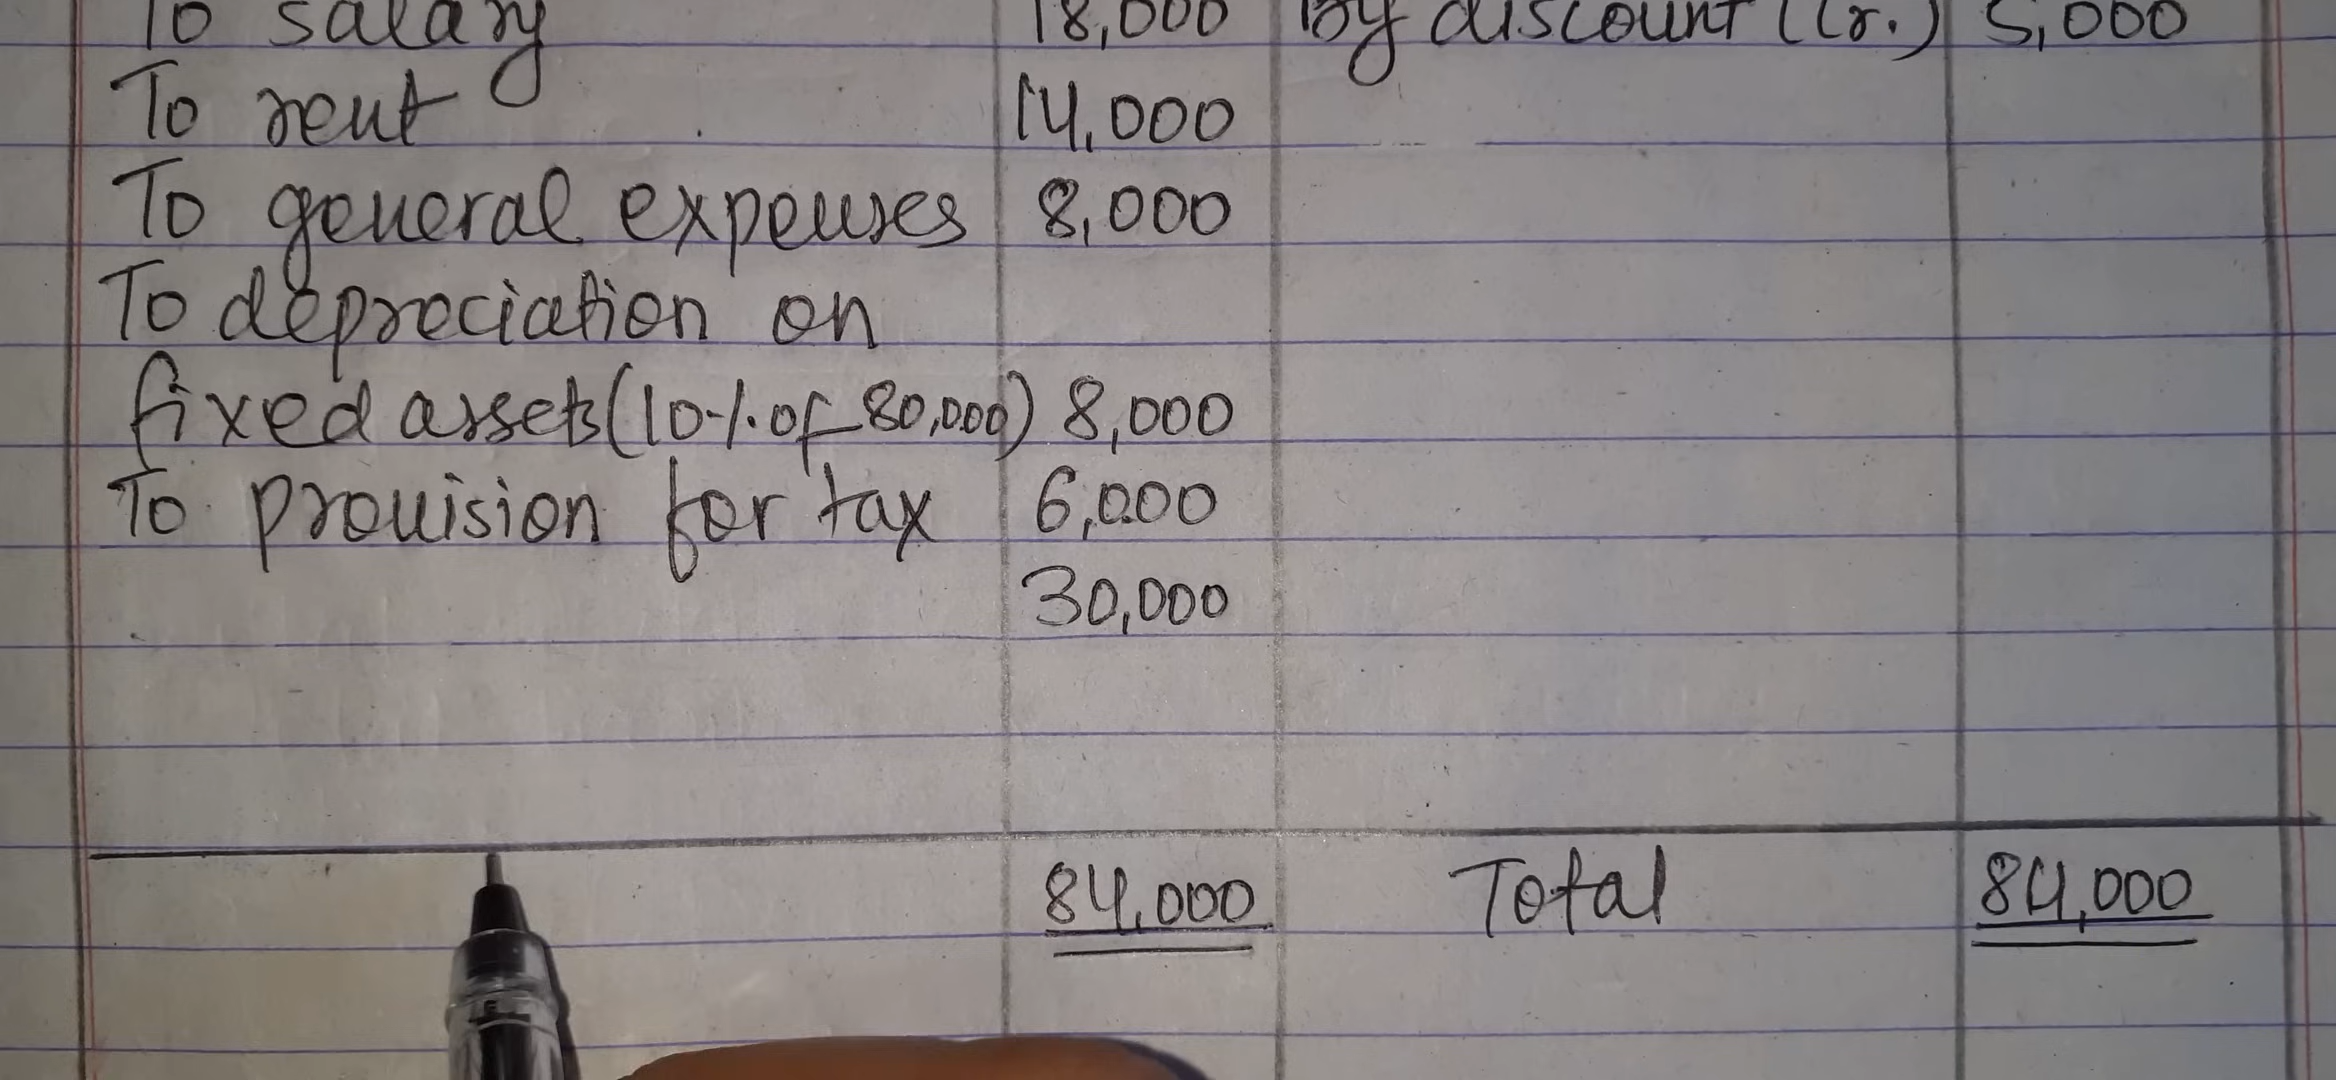 To salary 18,000 By discount (Cr.) 5,000
To rent 14,000
To general expenses 8,000
To depreciation on
fixed assets (10% of 80,000) 8,000
To provision for tax 6,000
30,000
84,000 Total 84,000